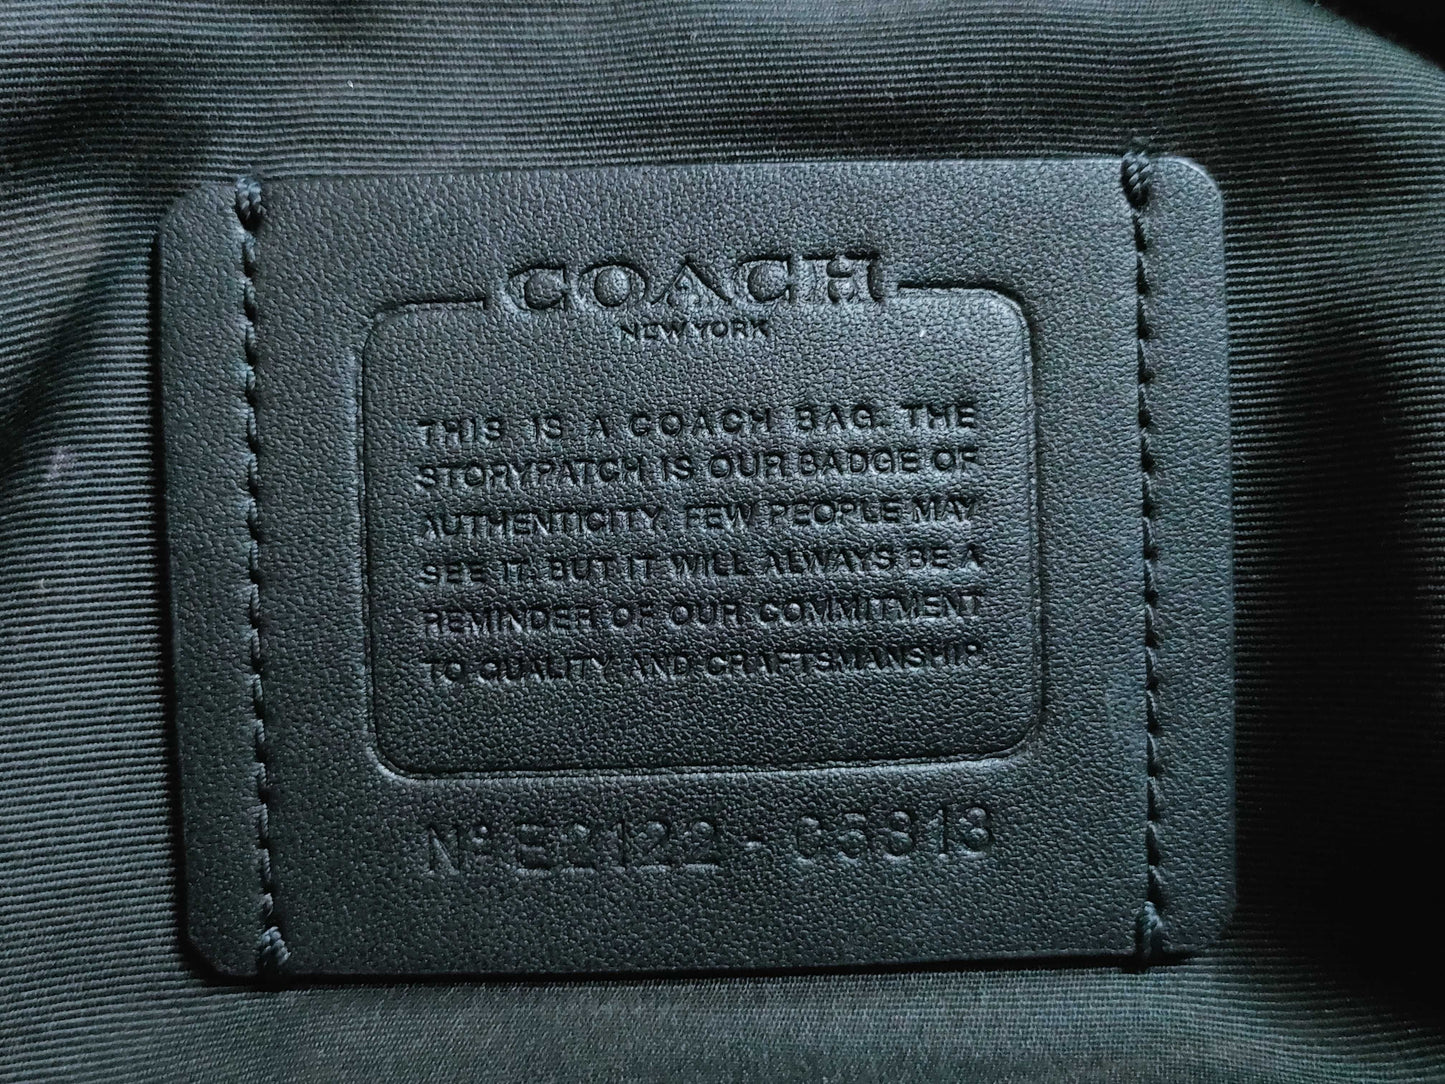 COACH
NEW YORK
THIS IS A COACH BAG. THE
STORYPATCH IS OUR BADGE OF
AUTHENTICITY. FEW PEOPLE MAY
SEE IT. BUT IT WILL ALWAYS BE A
REMINDER OF OUR COMMITMENT
TO QUALITY AND CRAFTSMANSHIP.
Nº S2122 - C5313